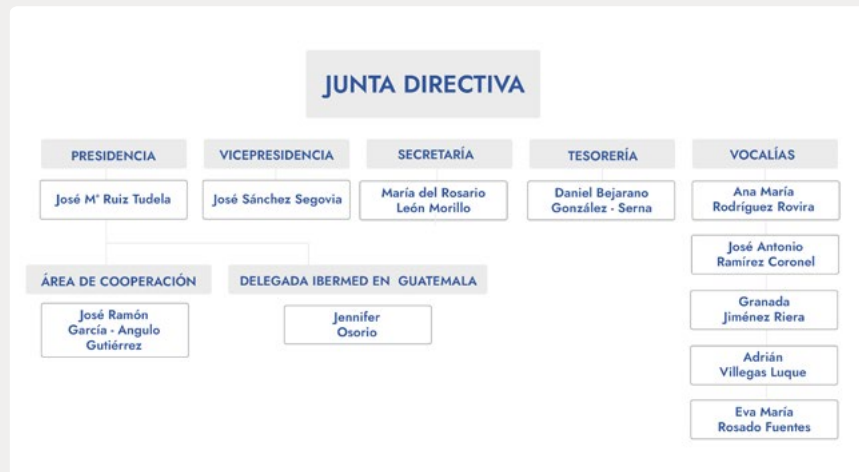 JUNTA DIRECTIVA
PRESIDENCIA
VICEPRESIDENCIA
SECRETARÍA
TESORERÍA
VOCALÍAS
José Mª Ruiz Tudela
José Sánchez Segovia
María del Rosario
León Morillo
Daniel Bejarano
González - Serna
Ana María
Rodríguez Rovira
José Antonio
Ramírez Coronel
ÁREA DE COOPERACIÓN
DELEGADA IBERMED EN GUATEMALA
José Ramón
García - Angulo
Gutiérrez
Jennifer
Osorio
Granada
Jiménez Riera
Adrián
Villegas Luque
Eva María
Rosado Fuentes